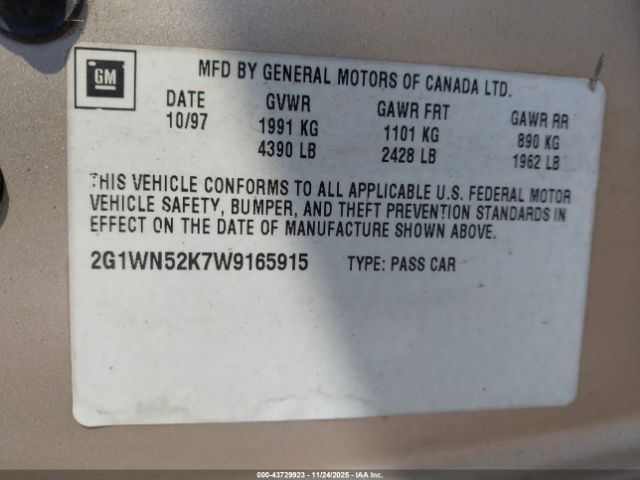 GM
MFD BY GENERAL MOTORS OF CANADA LTD.
DATE GVWR GAWR FRT GAWR RR
10/97 1991 KG 1101 KG 890 KG
4390 LB 2428 LB 1962 LB
THIS VEHICLE CONFORMS TO ALL APPLICABLE U.S. FEDERAL MOTOR
VEHICLE SAFETY, BUMPER, AND THEFT PREVENTION STANDARDS IN
EFFECT ON THE DATE OF MANUFACTURE SHOWN ABOVE.
2G1WN52K7W9165915 TYPE: PASS CAR
000-43729923 - 11/24/2025 - IAAI.COM